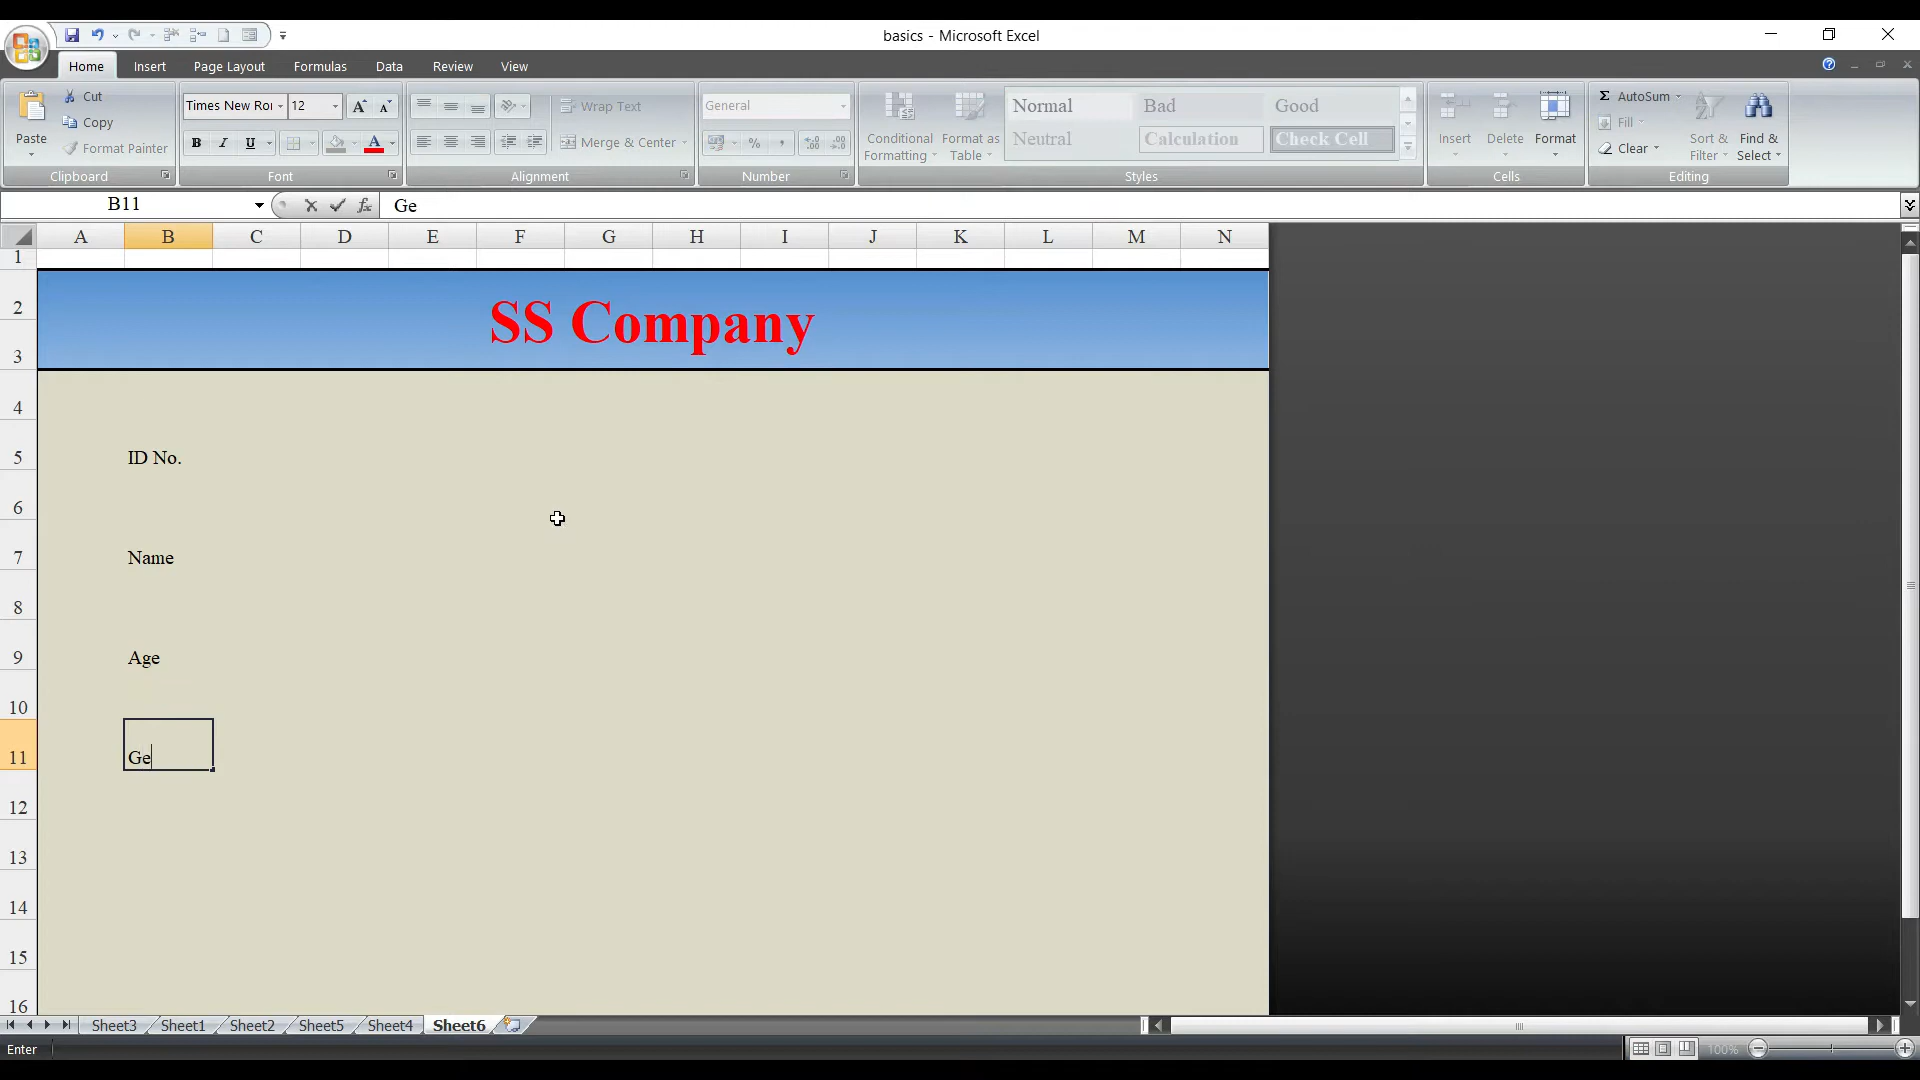 basics - Microsoft Excel
Home Insert Page Layout Formulas Data Review View
Paste
Cut
Copy
Format Painter
Clipboard
Times New Roı 12
B I U
Font
Wrap Text
Merge & Center
Alignment
General
Number
Conditional Formatting
Format as Table
Normal Bad Good
Neutral Calculation Check Cell
Styles
Insert Delete Format
Cells
Σ AutoSum
Fill
Clear
Sort & Filter
Find & Select
Editing
B11 fx Ge
A B C D E F G H I J K L M N
1
2
SS Company
3
4
5 ID No.
6
7 Name
8
9 Age
10
11 Ge
12
13
14
15
16
Sheet3 Sheet1 Sheet2 Sheet5 Sheet4 Sheet6
Enter 100%